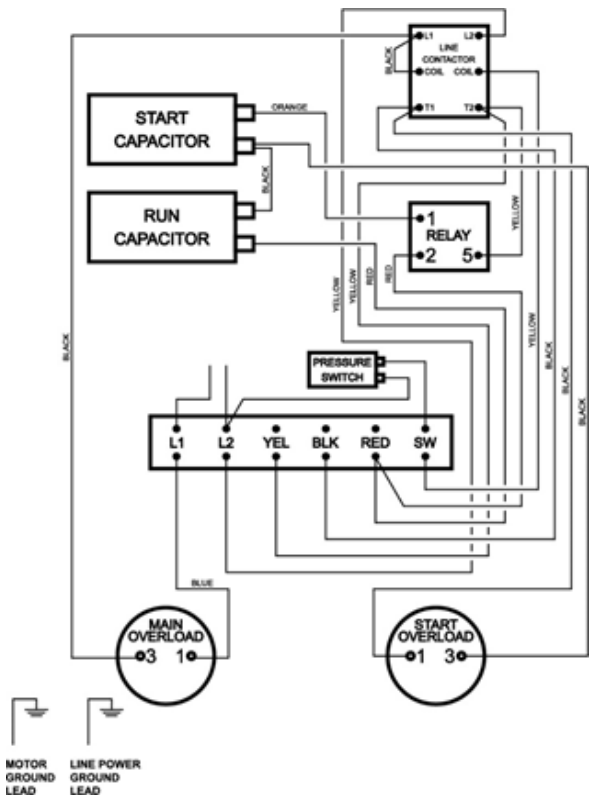 L1 L2
LINE
CONTACTOR
COIL COIL
T1 T2
BLACK
START
CAPACITOR
ORANGE
BLACK
RUN
CAPACITOR
1
RELAY
2 5
YELLOW
RED
YELLOW
YELLOW
RED
YELLOW
BLACK
BLACK
BLACK
PRESSURE
SWITCH
L1 L2 YEL BLK RED SW
BLUE
MAIN
OVERLOAD
3 1
START
OVERLOAD
1 3
MOTOR
GROUND
LEAD
LINE POWER
GROUND
LEAD